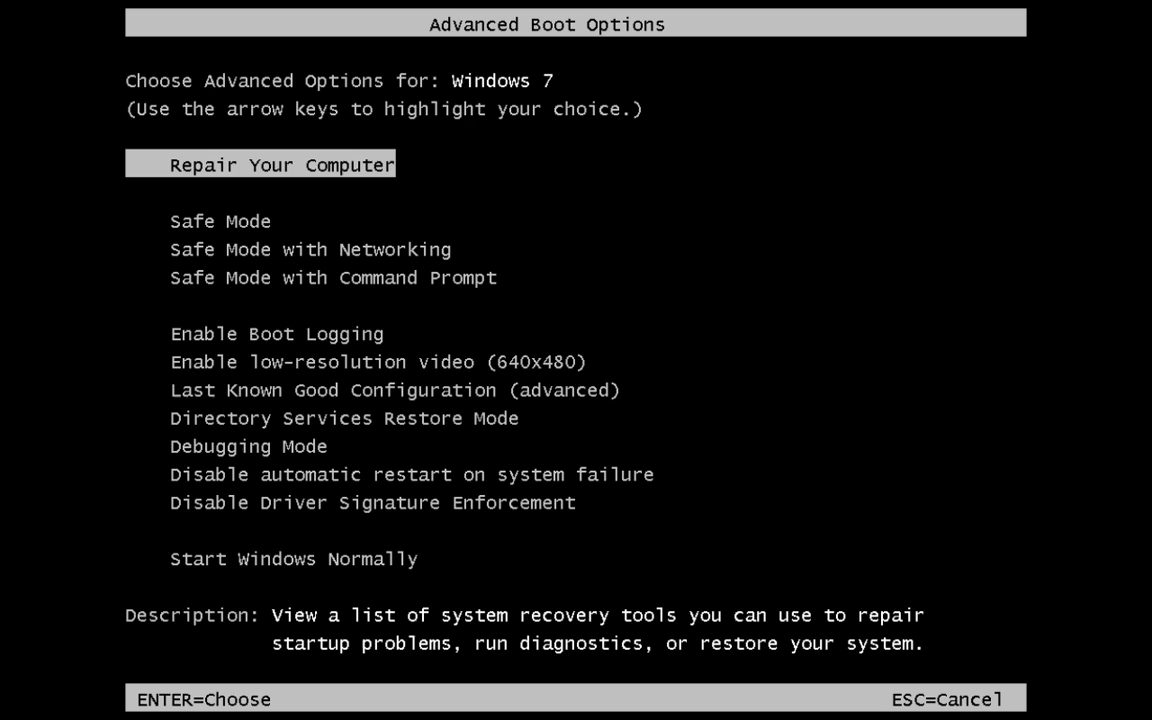 Advanced Boot Options
Choose Advanced Options for: Windows 7
(Use the arrow keys to highlight your choice.)
Repair Your Computer
Safe Mode
Safe Mode with Networking
Safe Mode with Command Prompt
Enable Boot Logging
Enable low-resolution video (640x480)
Last Known Good Configuration (advanced)
Directory Services Restore Mode
Debugging Mode
Disable automatic restart on system failure
Disable Driver Signature Enforcement
Start Windows Normally
Description: View a list of system recovery tools you can use to repair
startup problems, run diagnostics, or restore your system.
ENTER=Choose ESC=Cancel